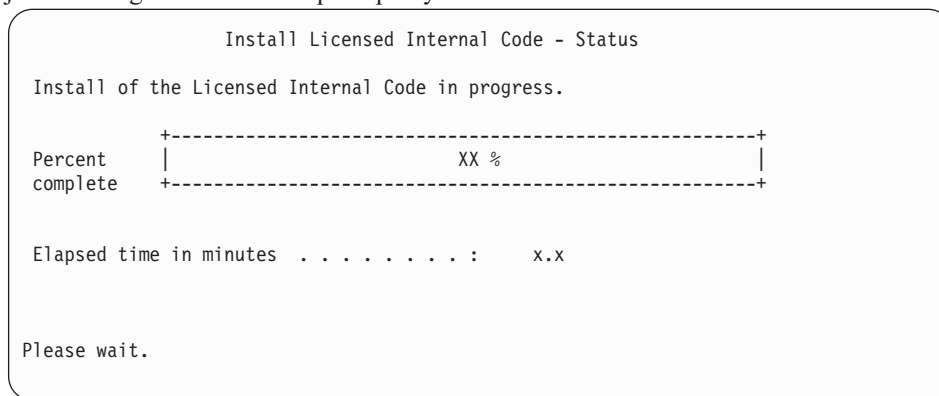 Install Licensed Internal Code - Status
Install of the Licensed Internal Code in progress.
+-------------------------------------------------------+
Percent | XX % |
complete +-------------------------------------------------------+
Elapsed time in minutes . . . . . . . . : x.x
Please wait.